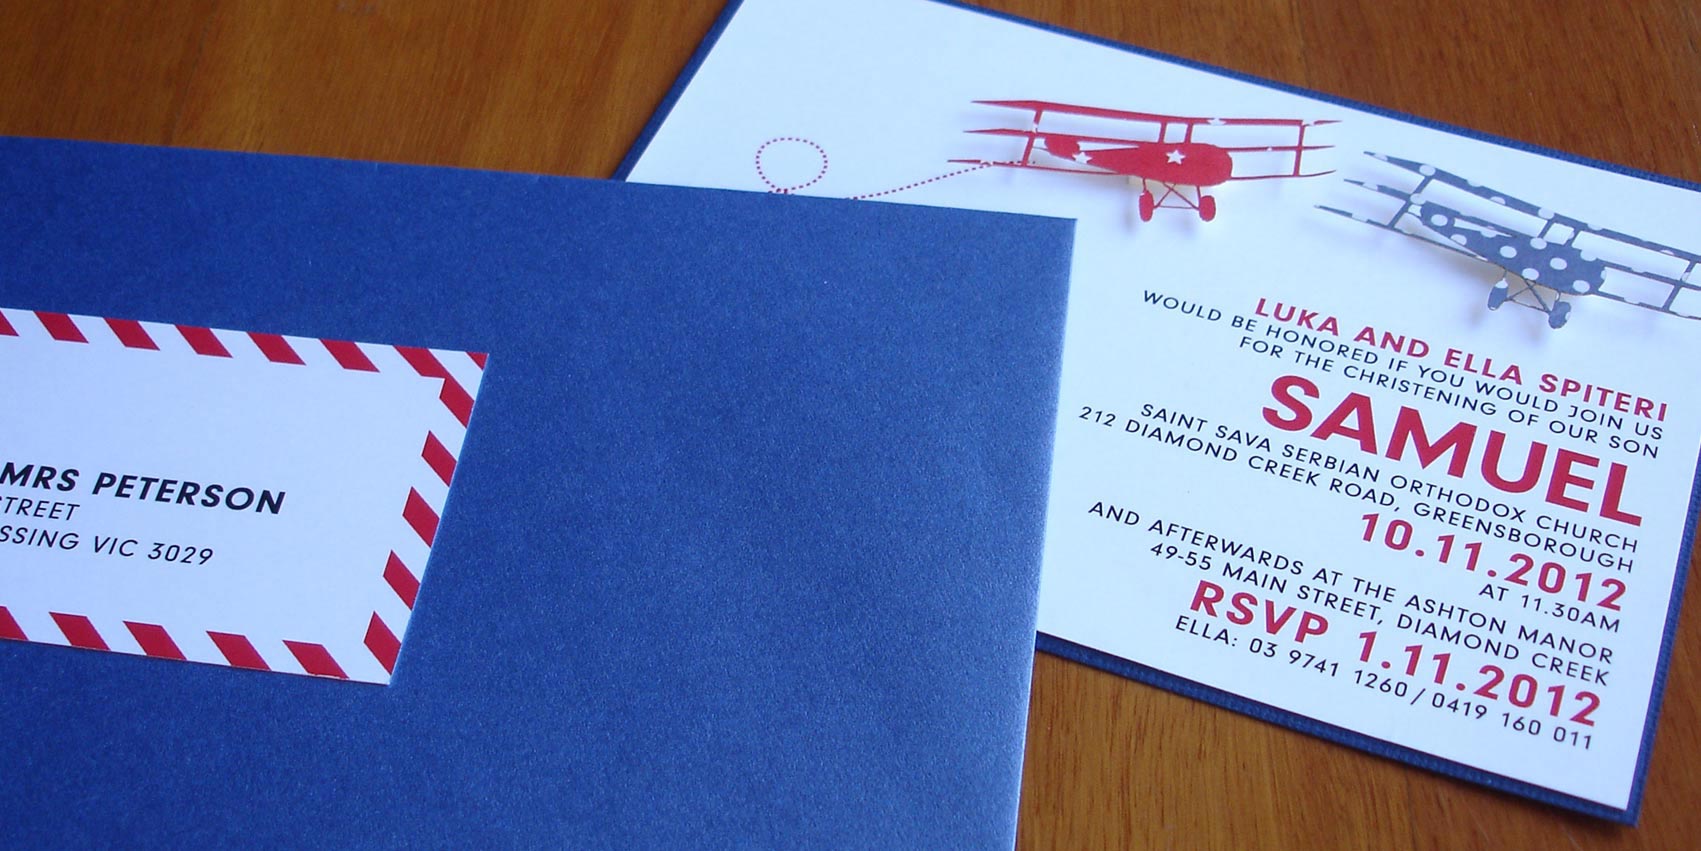 MRS PETERSON
STREET
SSING VIC 3029
LUKA AND ELLA SPITERI
WOULD BE HONORED IF YOU WOULD JOIN US
FOR THE CHRISTENING OF OUR SON
SAMUEL
SAINT SAVA SERBIAN ORTHODOX CHURCH
212 DIAMOND CREEK ROAD, GREENSBOROUGH
10.11.2012
AT 11.30AM
AND AFTERWARDS AT THE ASHTON MANOR
49-55 MAIN STREET, DIAMOND CREEK
RSVP 1.11.2012
ELLA: 03 9741 1260 / 0419 160 011